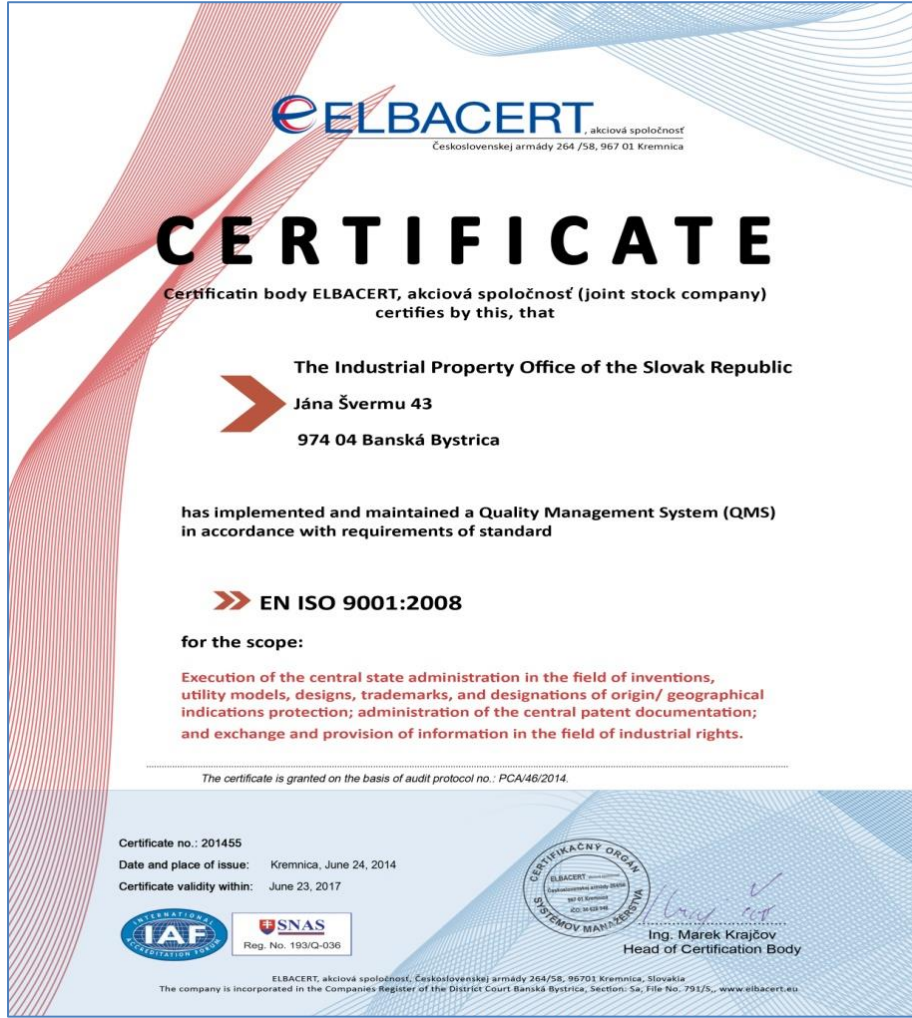 ELBACERT, akciová spoločnosť
Československej armády 264 /58, 967 01 Kremnica
CERTIFICATE
Certificatin body ELBACERT, akciová spoločnosť (joint stock company)
certifies by this, that
The Industrial Property Office of the Slovak Republic
Jána Švermu 43
974 04 Banská Bystrica
has implemented and maintained a Quality Management System (QMS)
in accordance with requirements of standard
EN ISO 9001:2008
for the scope:
Execution of the central state administration in the field of inventions,
utility models, designs, trademarks, and designations of origin/ geographical
indications protection; administration of the central patent documentation;
and exchange and provision of information in the field of industrial rights.
The certificate is granted on the basis of audit protocol no.: PCA/46/2014.
Certificate no.: 201455
Date and place of issue: Kremnica, June 24, 2014
Certificate validity within: June 23, 2017
INTERNATIONAL
IAF
ACCREDITATION FORUM
SNAS
Reg. No. 193/Q-036
CERTIFIKAČNÝ ORGÁN
ELBACERT
SYSTÉMOV MANAŽÉRSTVA
Ing. Marek Krajčov
Head of Certification Body
ELBACERT, akciová spoločnosť, Československej armády 264/58, 96701 Kremnica, Slovakia
The company is incorporated in the Companies Register of the District Court Banská Bystrica, Section: Sa, File No. 791/S,, www.elbacert.eu